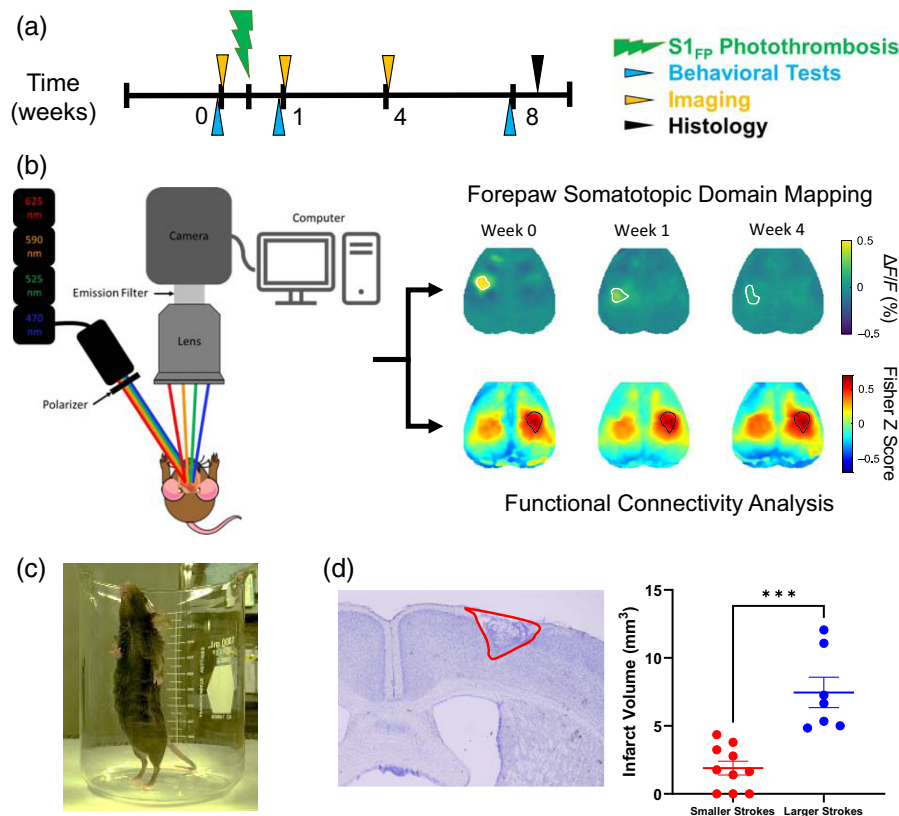 (a)
Time
(weeks)
0
1
4
8
S1FP Photothrombosis
Behavioral Tests
Imaging
Histology
(b)
625
nm
590
nm
525
nm
470
nm
Camera
Computer
Emission Filter
Lens
Polarizer
Forepaw Somatotopic Domain Mapping
Week 0
Week 1
Week 4
0.5
0
−0.5
ΔF/F (%)
0.5
0
-0.5
Fisher Z Score
Functional Connectivity Analysis
(c)
1000 mL
(d)
Infarct Volume (mm³)
15
10
5
0
***
Smaller Strokes
Larger Strokes